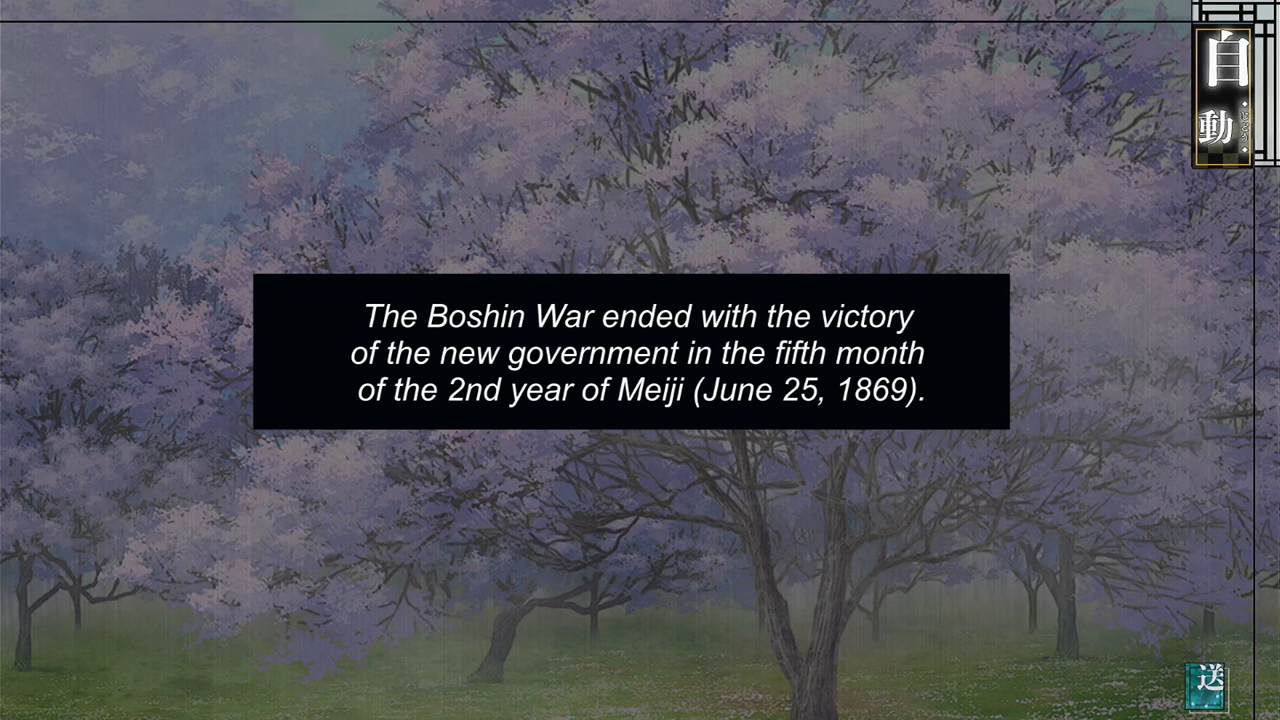 自動
The Boshin War ended with the victory
of the new government in the fifth month
of the 2nd year of Meiji (June 25, 1869).
送